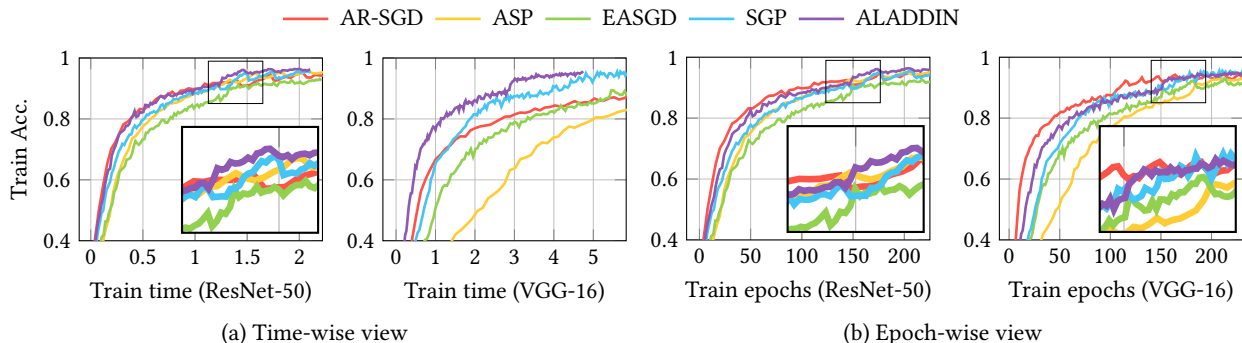 AR-SGD ASP EASGD SGP ALADDIN
Train Acc.
1
0.8
0.6
0.4
0 0.5 1 1.5 2
Train time (ResNet-50)
1
0.8
0.6
0.4
0 1 2 3 4 5
Train time (VGG-16)
(a) Time-wise view
1
0.8
0.6
0.4
0 50 100 150 200
Train epochs (ResNet-50)
1
0.8
0.6
0.4
0 50 100 150 200
Train epochs (VGG-16)
(b) Epoch-wise view